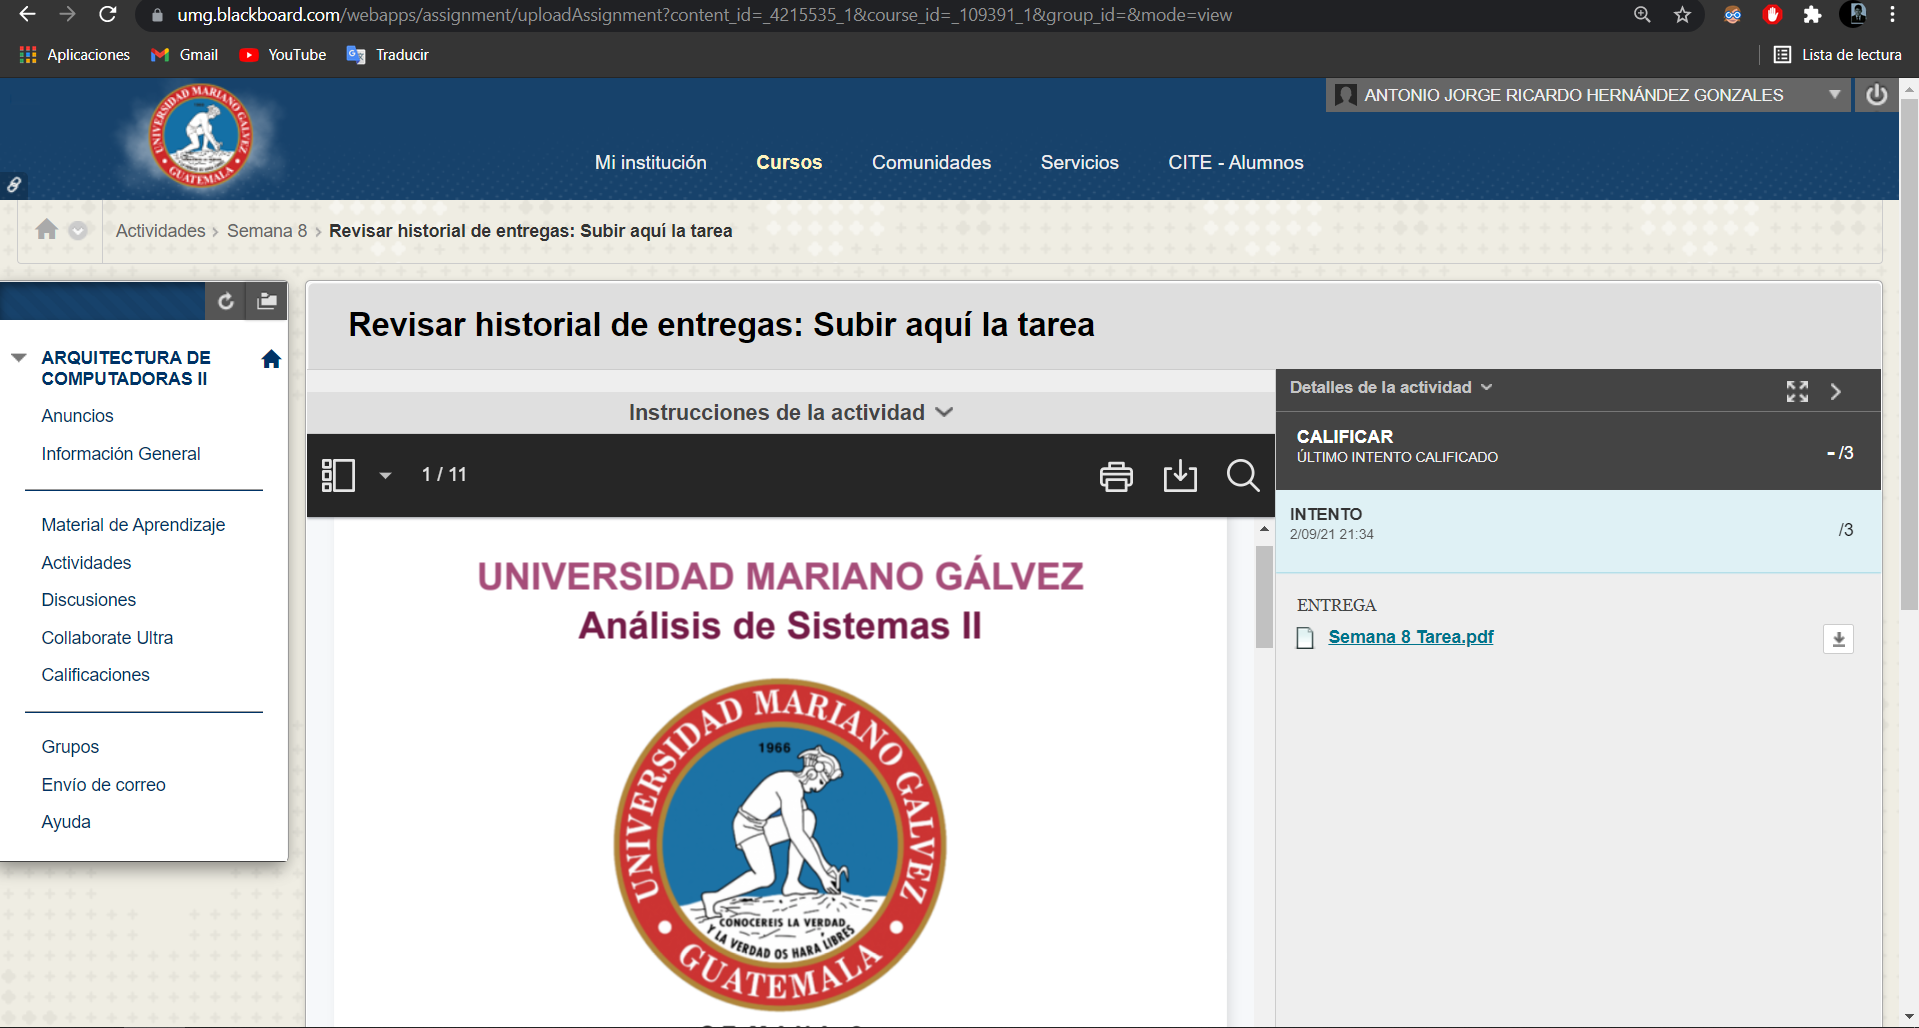 umg.blackboard.com/webapps/assignment/uploadAssignment?content_id=_4215535_1&course_id=_109391_1&group_id=&mode=view
Aplicaciones
Gmail
YouTube
Traducir
Lista de lectura
UNIVERSIDAD MARIANO GÁLVEZ
GUATEMALA
ANTONIO JORGE RICARDO HERNÁNDEZ GONZALES
Mi institución
Cursos
Comunidades
Servicios
CITE - Alumnos
Actividades
Semana 8
Revisar historial de entregas: Subir aquí la tarea
ARQUITECTURA DE
COMPUTADORAS II
Anuncios
Información General
Material de Aprendizaje
Actividades
Discusiones
Collaborate Ultra
Calificaciones
Grupos
Envío de correo
Ayuda
Revisar historial de entregas: Subir aquí la tarea
Instrucciones de la actividad
1 / 11
UNIVERSIDAD MARIANO GÁLVEZ
Análisis de Sistemas II
UNIVERSIDAD MARIANO GALVEZ
1966
CONOCEREIS LA VERDAD
Y LA VERDAD OS HARA LIBRES
GUATEMALA
Detalles de la actividad
CALIFICAR
ÚLTIMO INTENTO CALIFICADO
- /3
INTENTO
2/09/21 21:34
/3
ENTREGA
Semana 8 Tarea.pdf